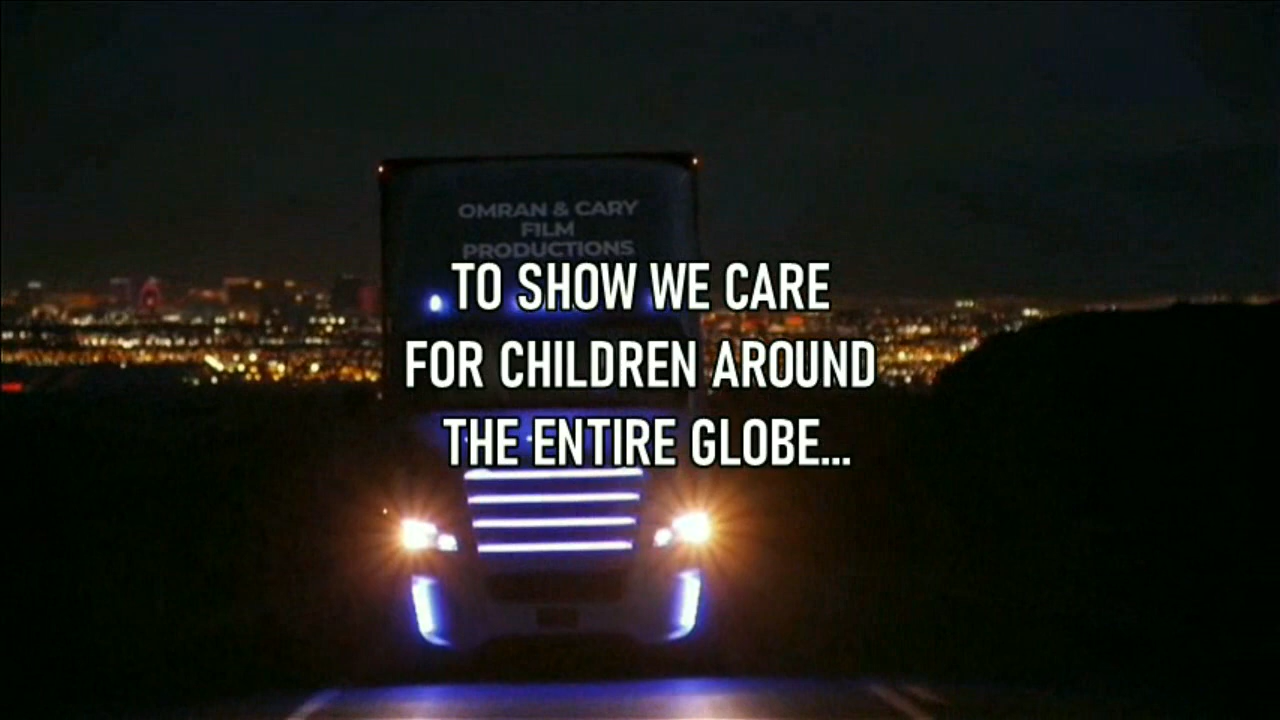 OMRAN & CARY
FILM
PRODUCTIONS
TO SHOW WE CARE
FOR CHILDREN AROUND
THE ENTIRE GLOBE...